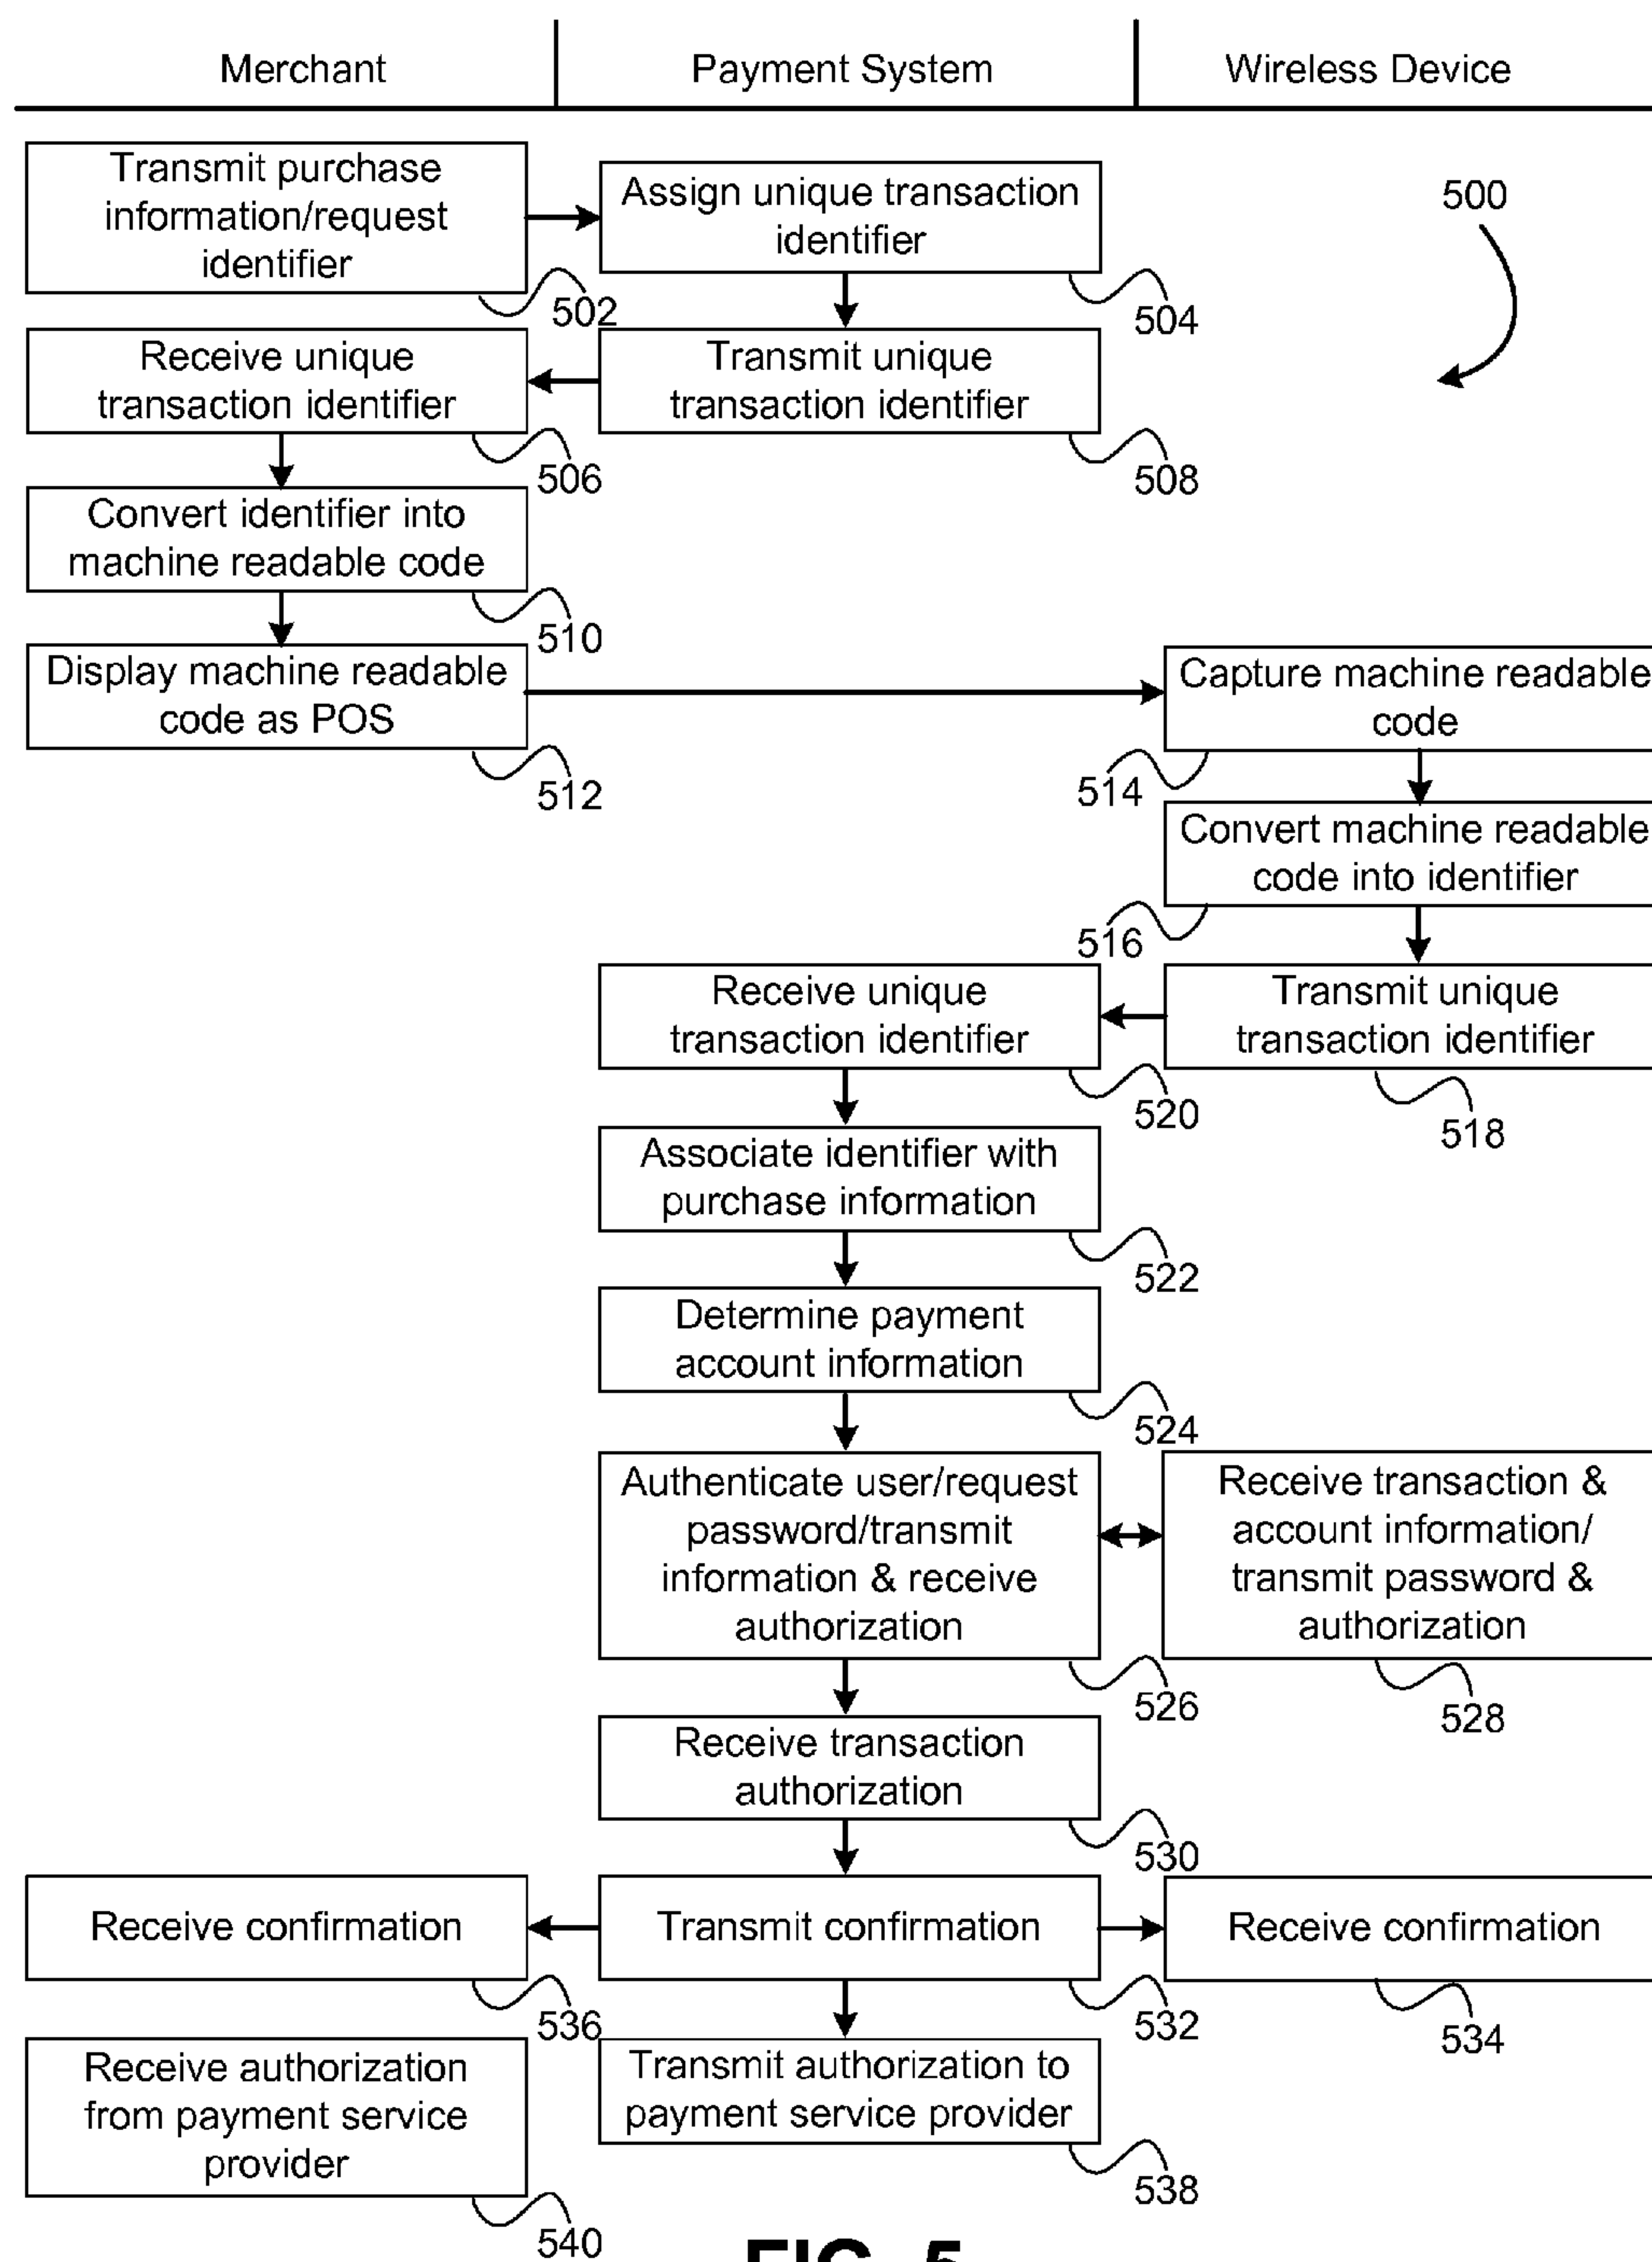 Merchant
Payment System
Wireless Device
Transmit purchase
information/request
identifier
502
Assign unique transaction
identifier
504
500
Receive unique
transaction identifier
506
Transmit unique
transaction identifier
508
Convert identifier into
machine readable code
510
Display machine readable
code as POS
512
Capture machine readable
code
514
Convert machine readable
code into identifier
516
Receive unique
transaction identifier
520
Transmit unique
transaction identifier
518
Associate identifier with
purchase information
522
Determine payment
account information
524
Authenticate user/request
password/transmit
information & receive
authorization
526
Receive transaction &
account information/
transmit password &
authorization
528
Receive transaction
authorization
530
Receive confirmation
536
Transmit confirmation
532
Receive confirmation
534
Receive authorization
from payment service
provider
540
Transmit authorization to
payment service provider
538
FIG. 5